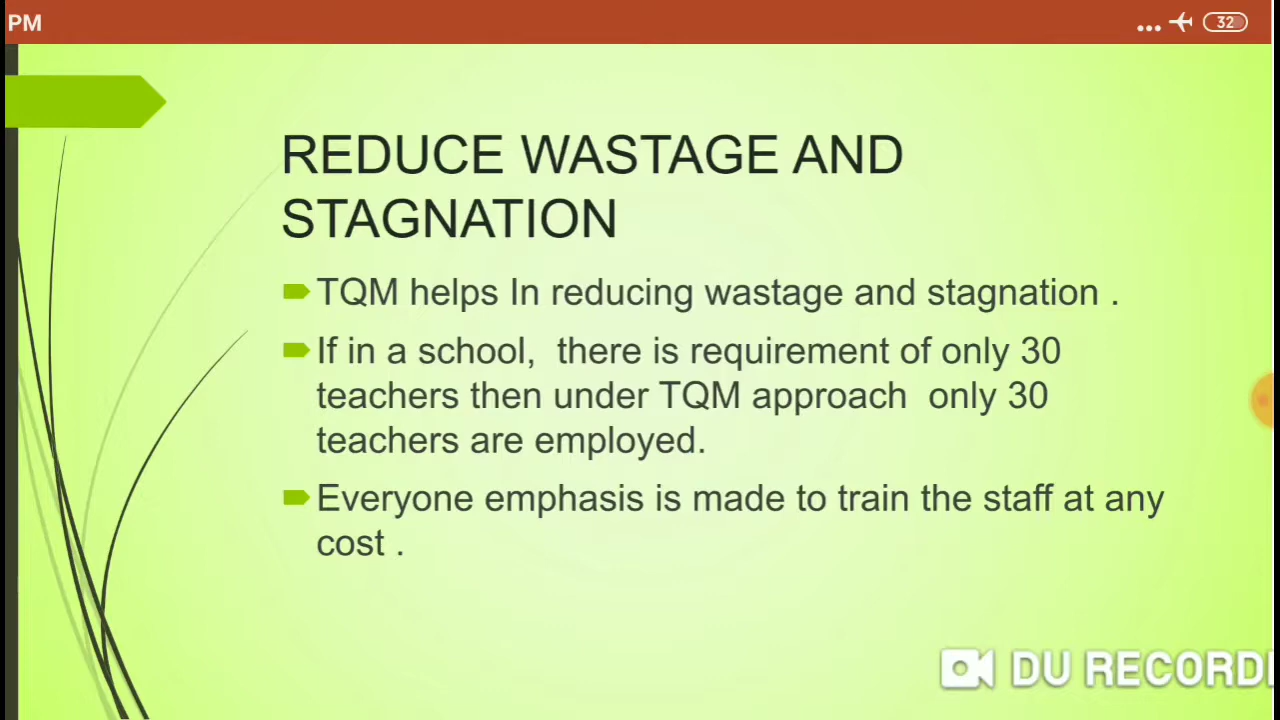 PM
32
REDUCE WASTAGE AND
STAGNATION
TQM helps In reducing wastage and stagnation .
If in a school, there is requirement of only 30
teachers then under TQM approach only 30
teachers are employed.
Everyone emphasis is made to train the staff at any
cost .
DU RECORDE